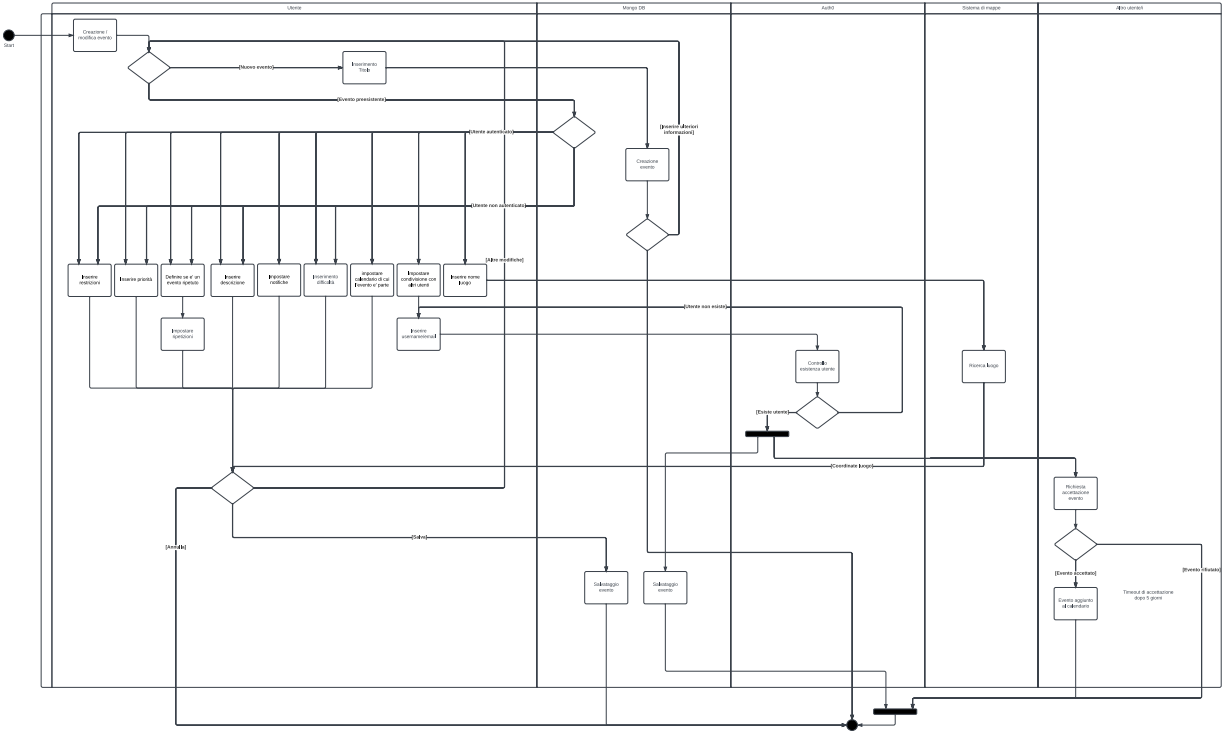 Utente
Mongo DB
Auth0
Sistema di mappe
Altro utente/i
Start
Creazione /
modifica evento
[Nuovo evento]
Inserimento
Titolo
[Evento preesistente]
[Utente autenticato]
[Inserire ulteriori
informazioni]
Creazione
evento
[Utente non autenticato]
[Altre modifiche]
Inserire
restrizioni
Inserire priorità
Definire se e' un
evento ripetuto
Inserire
descrizione
Impostare
notifiche
Inserimento
difficoltà
Impostare
calendario di cui
l'evento e' parte
Impostare
condivisione con
altri utenti
Inserire nome
luogo
[Utente non esiste]
Impostare
ripetizioni
Inserire
username/email
Controllo
esistenza utente
Ricerca luogo
[Esiste utente]
[Coordinate luogo]
Richiesta
accettazione
evento
[Salva]
[Annulla]
[Evento accettato]
[Evento rifiutato]
Salvataggio
evento
Salvataggio
evento
Evento aggiunto
al calendario
Timeout di accettazione
dopo 5 giorni